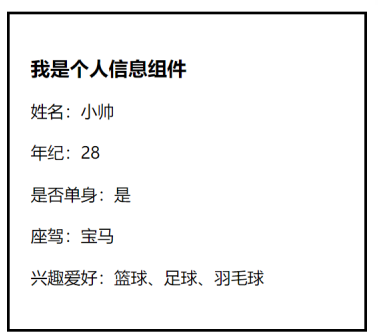 我是个人信息组件
姓名：小帅
年纪：28
是否单身：是
座驾：宝马
兴趣爱好：篮球、足球、羽毛球